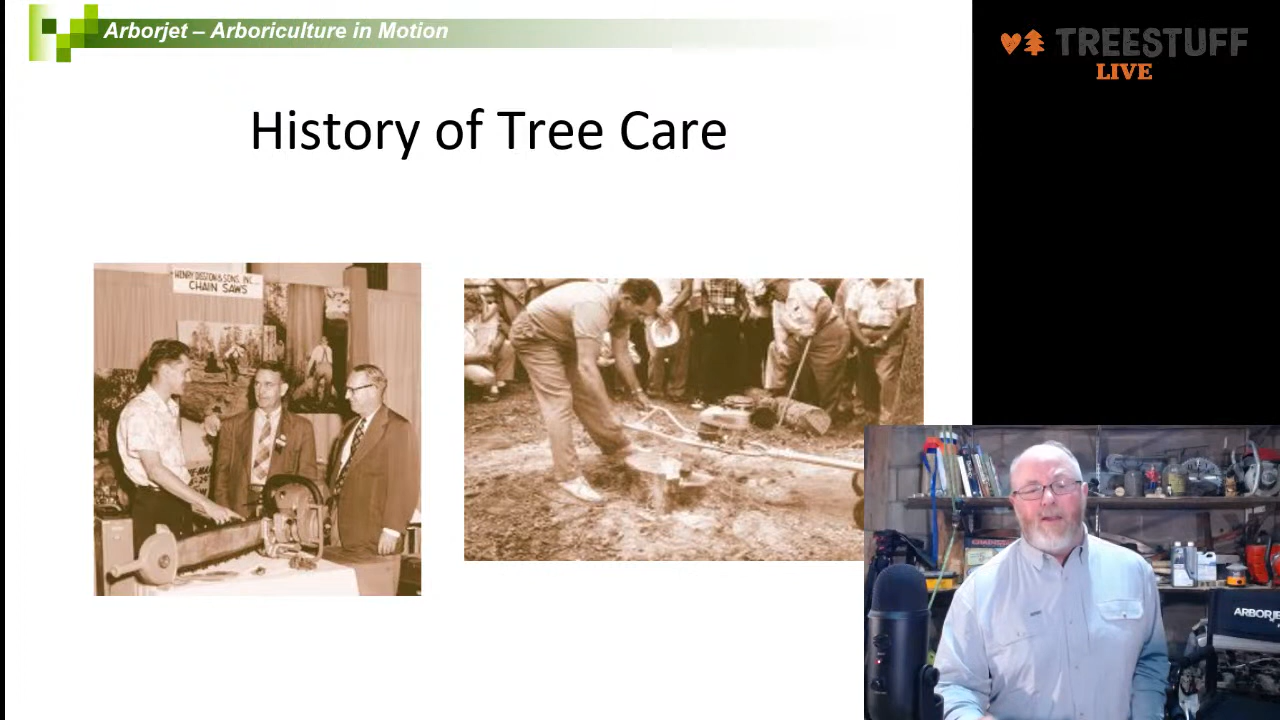 Arborjet – Arboriculture in Motion
TREESTUFF
LIVE
History of Tree Care
HENRY DISSTON & SONS, INC.
CHAIN SAWS
ARBORJET